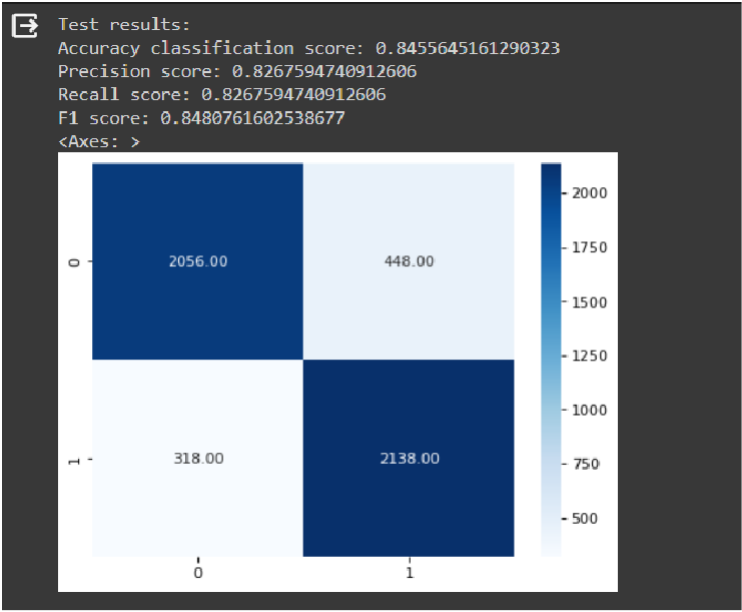 Test results:
Accuracy classification score: 0.8455645161290323
Precision score: 0.8267594740912606
Recall score: 0.8267594740912606
F1 score: 0.8480761602538677
<Axes: >
2000
0
2056.00
448.00
1750
1500
1250
1000
1
318.00
2138.00
750
500
0
1